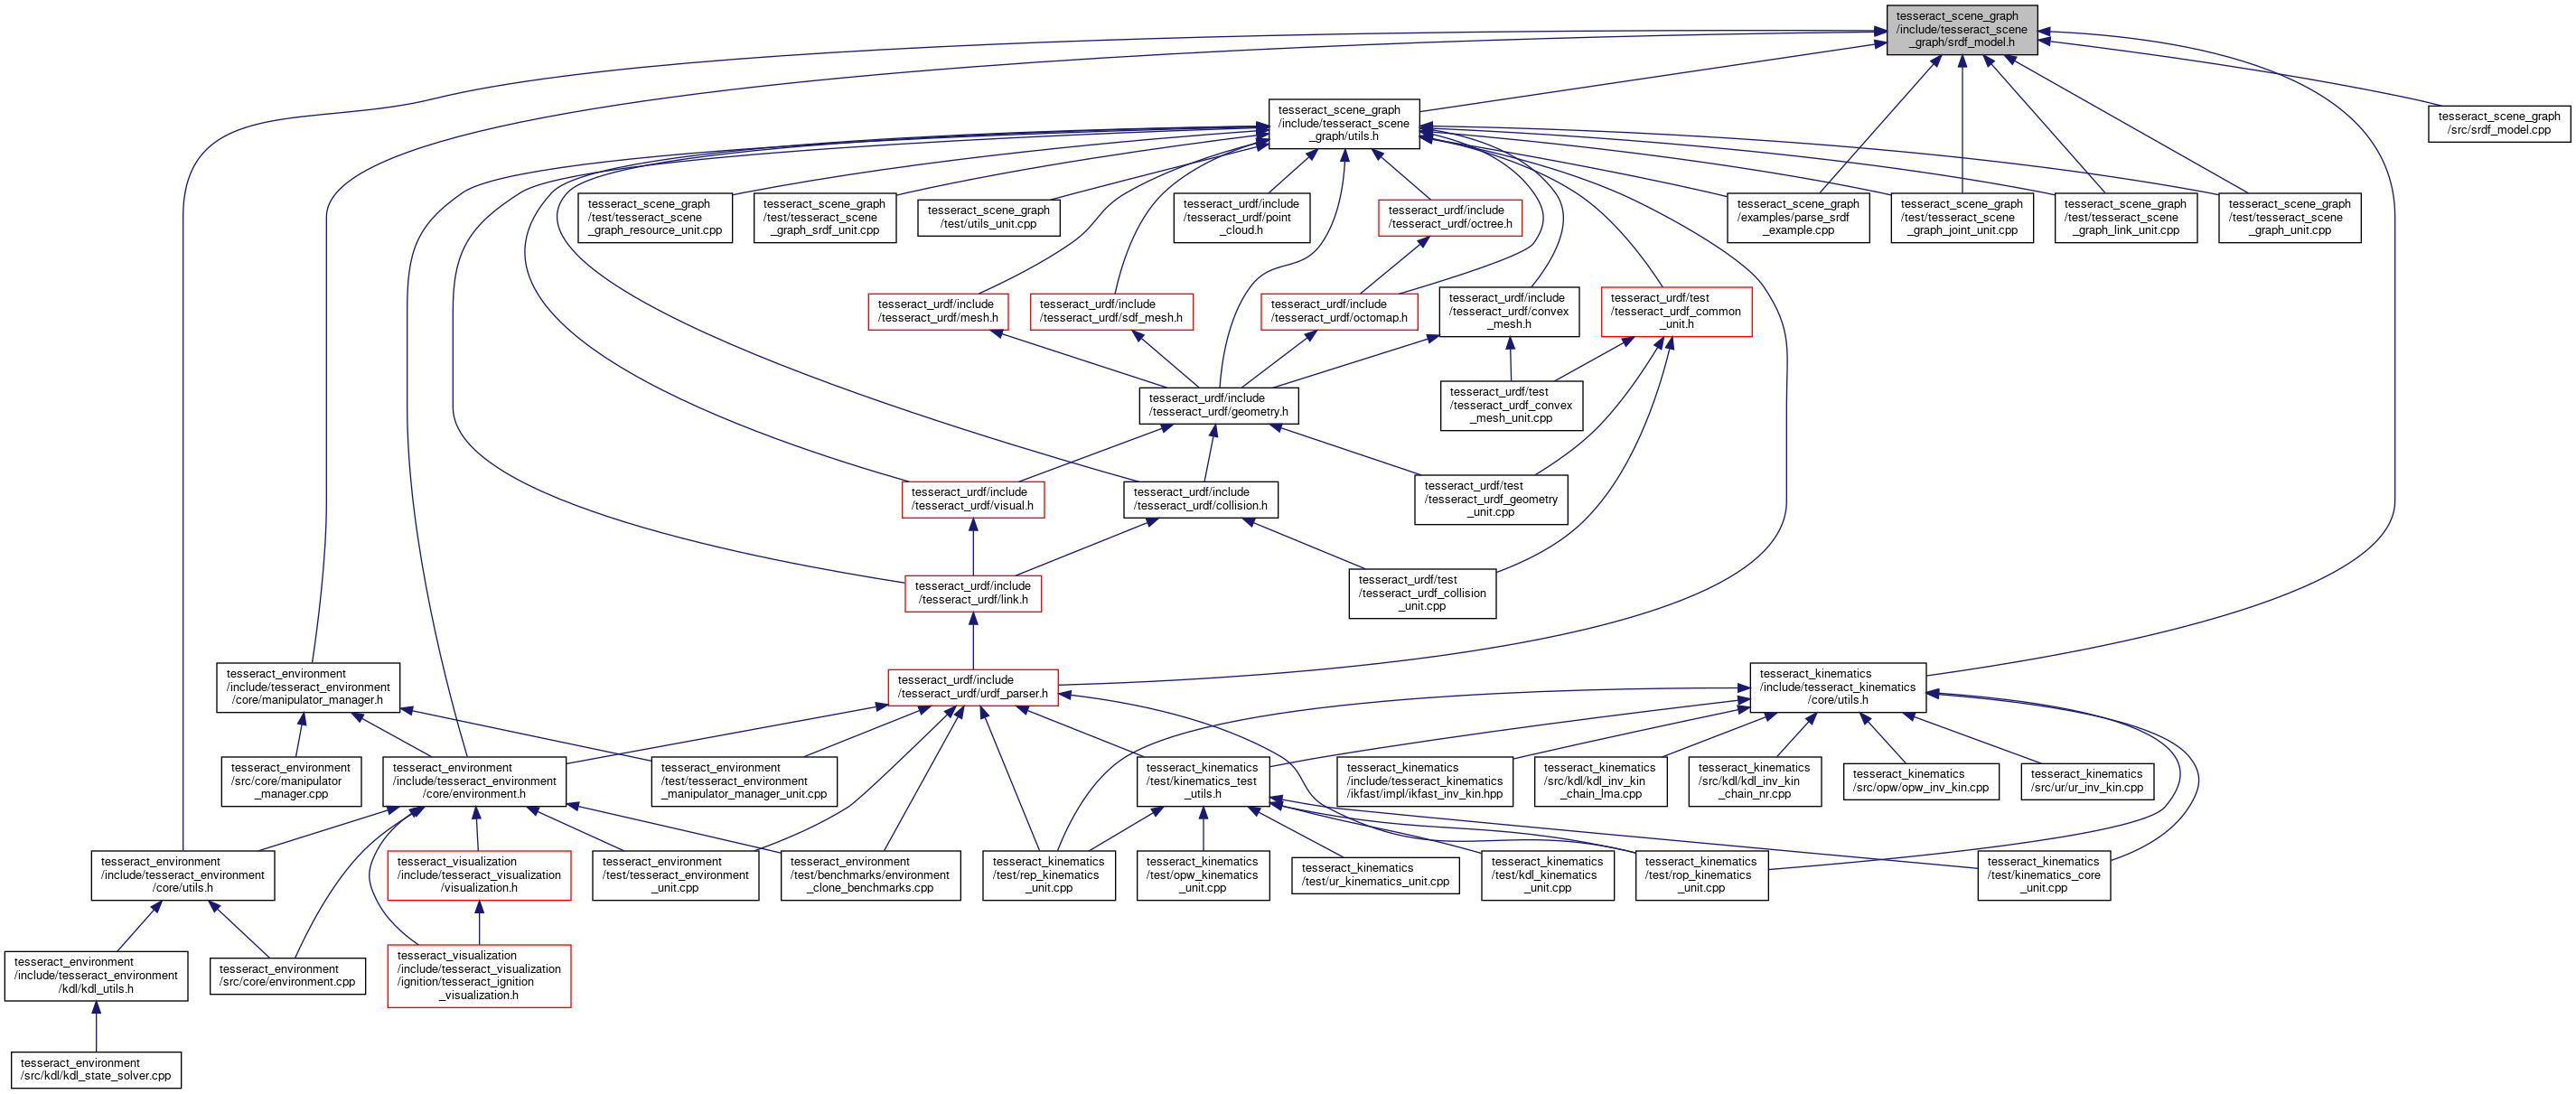 tesseract_scene_graph
/include/tesseract_scene
_graph/srdf_model.h
tesseract_scene_graph
/include/tesseract_scene
_graph/utils.h
tesseract_scene_graph
/src/srdf_model.cpp
tesseract_scene_graph
/test/tesseract_scene
_graph_resource_unit.cpp
tesseract_scene_graph
/test/tesseract_scene
_graph_srdf_unit.cpp
tesseract_scene_graph
/test/utils_unit.cpp
tesseract_urdf/include
/tesseract_urdf/point
_cloud.h
tesseract_urdf/include
/tesseract_urdf/octree.h
tesseract_scene_graph
/examples/parse_srdf
_example.cpp
tesseract_scene_graph
/test/tesseract_scene
_graph_joint_unit.cpp
tesseract_scene_graph
/test/tesseract_scene
_graph_link_unit.cpp
tesseract_scene_graph
/test/tesseract_scene
_graph_unit.cpp
tesseract_urdf/include
/tesseract_urdf/mesh.h
tesseract_urdf/include
/tesseract_urdf/sdf_mesh.h
tesseract_urdf/include
/tesseract_urdf/octomap.h
tesseract_urdf/include
/tesseract_urdf/convex
_mesh.h
tesseract_urdf/test
/tesseract_urdf_common
_unit.h
tesseract_urdf/include
/tesseract_urdf/geometry.h
tesseract_urdf/test
/tesseract_urdf_convex
_mesh_unit.cpp
tesseract_urdf/include
/tesseract_urdf/visual.h
tesseract_urdf/include
/tesseract_urdf/collision.h
tesseract_urdf/test
/tesseract_urdf_geometry
_unit.cpp
tesseract_urdf/include
/tesseract_urdf/link.h
tesseract_urdf/test
/tesseract_urdf_collision
_unit.cpp
tesseract_environment
/include/tesseract_environment
/core/manipulator_manager.h
tesseract_urdf/include
/tesseract_urdf/urdf_parser.h
tesseract_kinematics
/include/tesseract_kinematics
/core/utils.h
tesseract_environment
/src/core/manipulator
_manager.cpp
tesseract_environment
/include/tesseract_environment
/core/environment.h
tesseract_environment
/test/tesseract_environment
_manipulator_manager_unit.cpp
tesseract_kinematics
/test/kinematics_test
_utils.h
tesseract_kinematics
/include/tesseract_kinematics
/ikfast/impl/ikfast_inv_kin.hpp
tesseract_kinematics
/src/kdl/kdl_inv_kin
_chain_lma.cpp
tesseract_kinematics
/src/kdl/kdl_inv_kin
_chain_nr.cpp
tesseract_kinematics
/src/opw/opw_inv_kin.cpp
tesseract_kinematics
/src/ur/ur_inv_kin.cpp
tesseract_environment
/include/tesseract_environment
/core/utils.h
tesseract_visualization
/include/tesseract_visualization
/visualization.h
tesseract_environment
/test/tesseract_environment
_unit.cpp
tesseract_environment
/test/benchmarks/environment
_clone_benchmarks.cpp
tesseract_kinematics
/test/rep_kinematics
_unit.cpp
tesseract_kinematics
/test/opw_kinematics
_unit.cpp
tesseract_kinematics
/test/ur_kinematics_unit.cpp
tesseract_kinematics
/test/kdl_kinematics
_unit.cpp
tesseract_kinematics
/test/rop_kinematics
_unit.cpp
tesseract_kinematics
/test/kinematics_core
_unit.cpp
tesseract_environment
/include/tesseract_environment
/kdl/kdl_utils.h
tesseract_environment
/src/core/environment.cpp
tesseract_visualization
/include/tesseract_visualization
/ignition/tesseract_ignition
_visualization.h
tesseract_environment
/src/kdl/kdl_state_solver.cpp